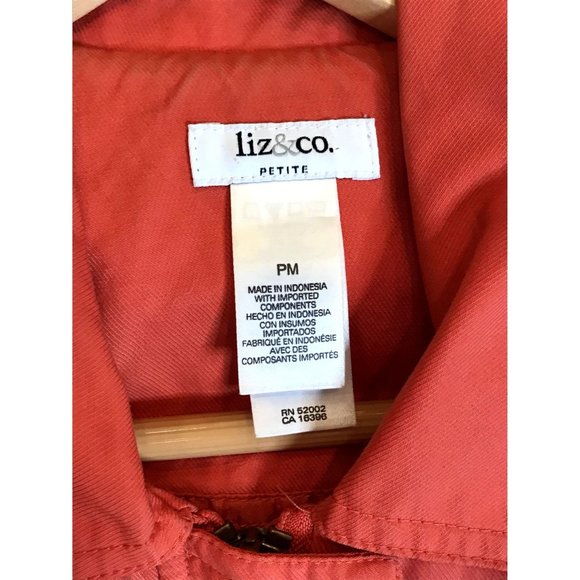 liz&co.
PETITE
PM
MADE IN INDONESIA
WITH IMPORTED
COMPONENTS
HECHO EN INDONESIA
CON INSUMOS
IMPORTADOS
FABRIQUÉ EN INDONÉSIE
AVEC DES
COMPOSANTS IMPORTÉS
RN 52002
CA 16396